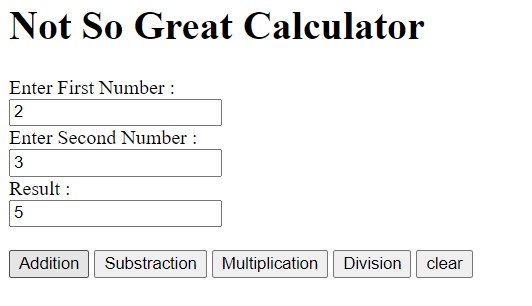 Not So Great Calculator
Enter First Number :
2
Enter Second Number :
3
Result :
5
Addition Substraction Multiplication Division clear